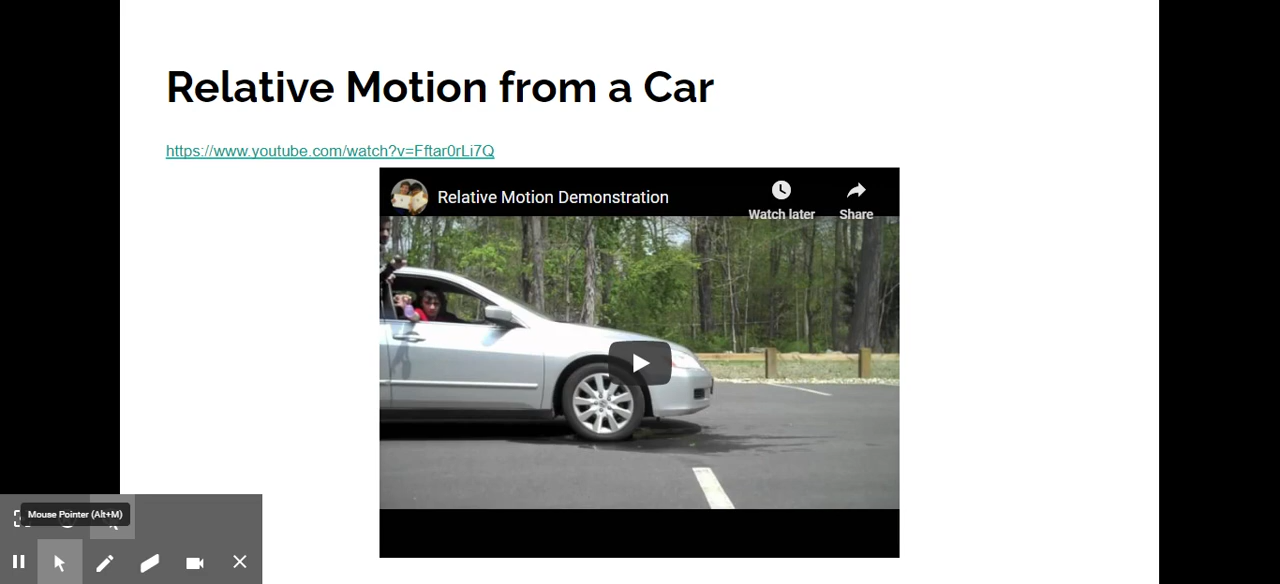 Relative Motion from a Car
https://www.youtube.com/watch?v=Fftar0rLi7Q
Relative Motion Demonstration
Watch later
Share
Mouse Pointer (Alt+M)